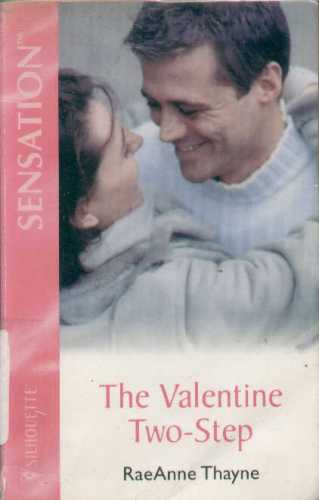 SENSATION™
SILHOUETTE
The Valentine
Two-Step
RaeAnne Thayne